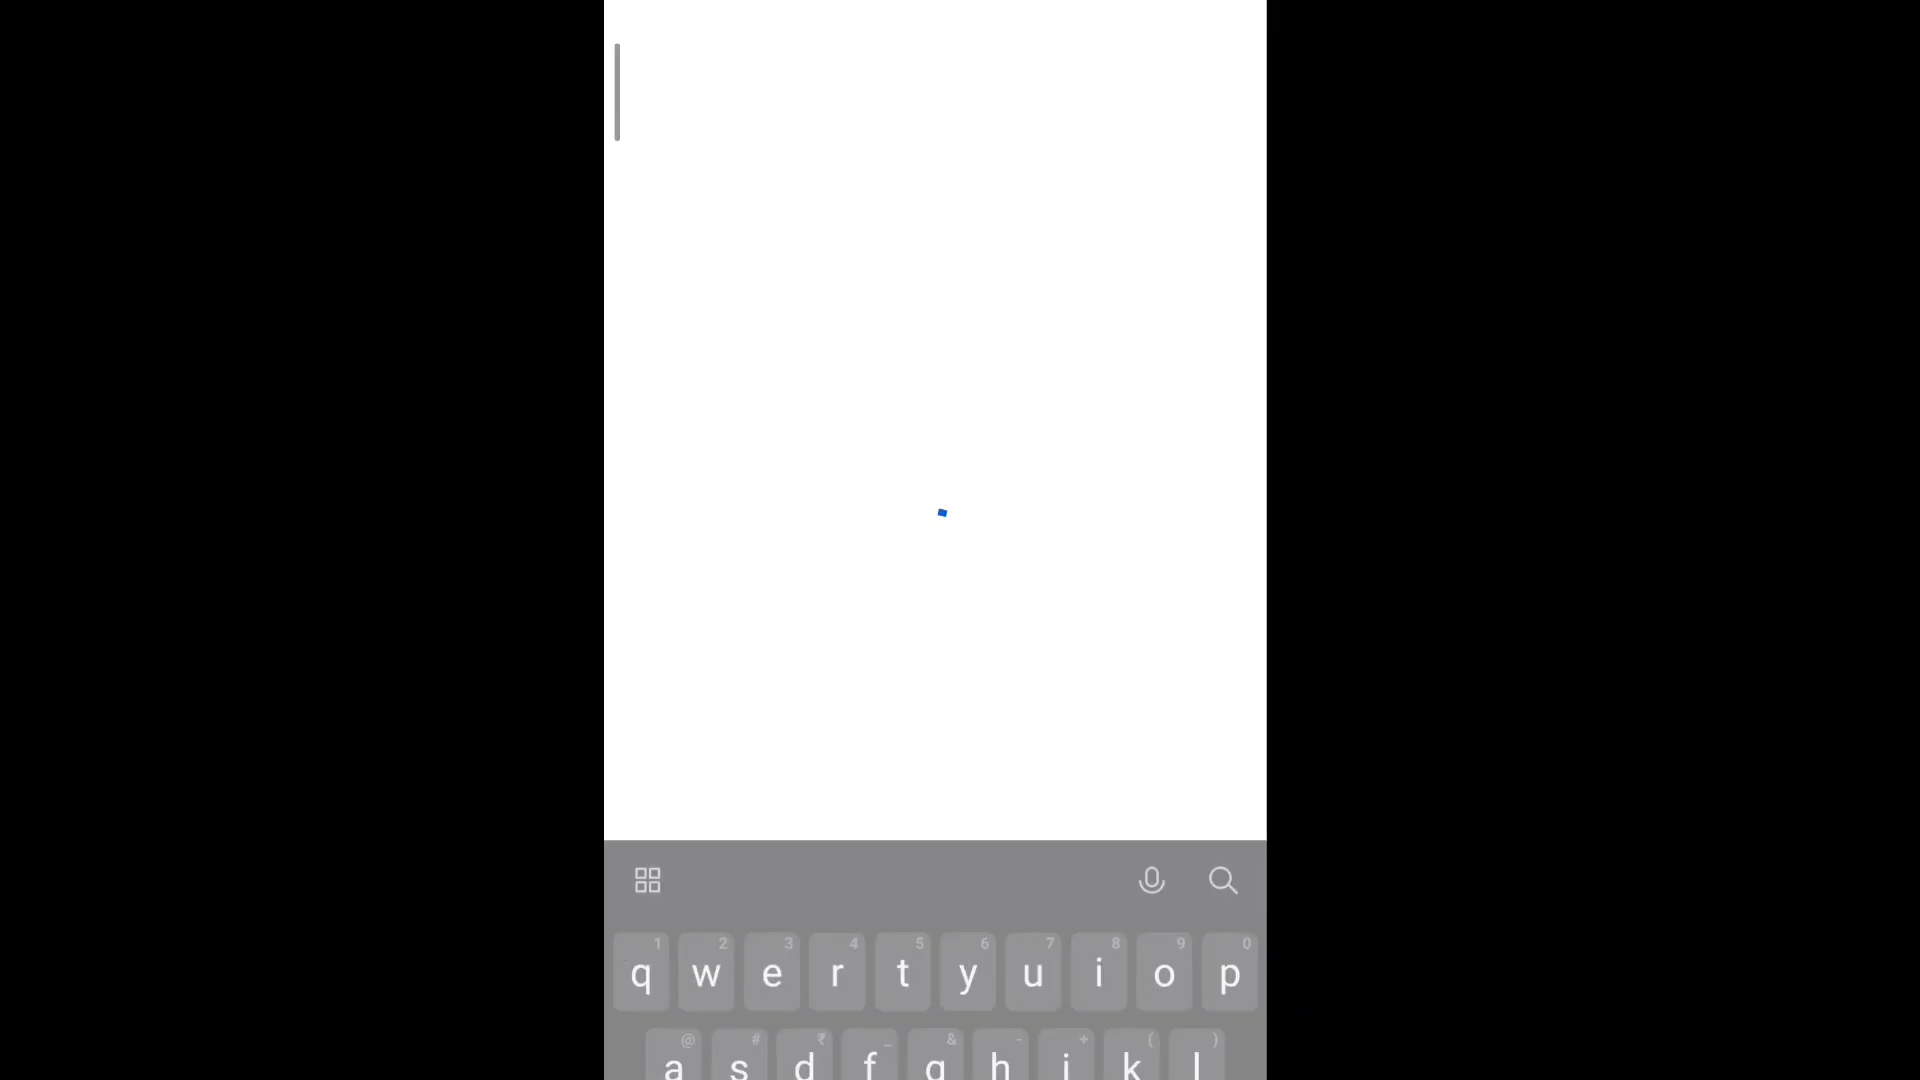 1 2 3 4 5 6 7 8 9 0
q w e r t y u i o p
@ # ₹ _ & - + ( )
a s d f g h j k l